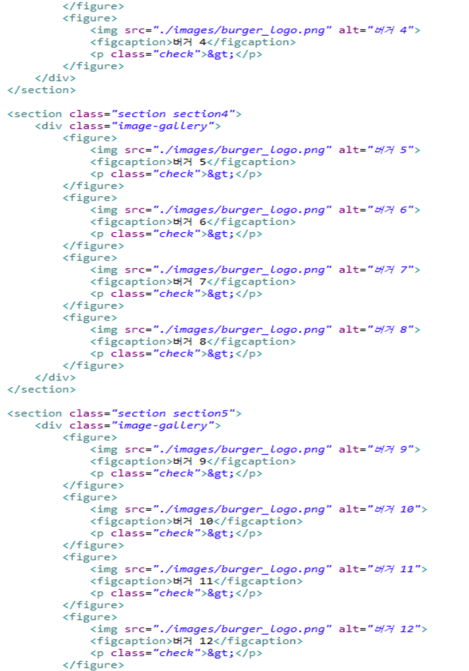 </figure>
<figure>
<img src="./images/burger_logo.png" alt="버거 4">
<figcaption>버거 4</figcaption>
<p class="check">&gt;</p>
</figure>
</div>
</section>
<section class="section section4">
<div class="image-gallery">
<figure>
<img src="./images/burger_logo.png" alt="버거 5">
<figcaption>버거 5</figcaption>
<p class="check">&gt;</p>
</figure>
<figure>
<img src="./images/burger_logo.png" alt="버거 6">
<figcaption>버거 6</figcaption>
<p class="check">&gt;</p>
</figure>
<figure>
<img src="./images/burger_logo.png" alt="버거 7">
<figcaption>버거 7</figcaption>
<p class="check">&gt;</p>
</figure>
<figure>
<img src="./images/burger_logo.png" alt="버거 8">
<figcaption>버거 8</figcaption>
<p class="check">&gt;</p>
</figure>
</div>
</section>
<section class="section section5">
<div class="image-gallery">
<figure>
<img src="./images/burger_logo.png" alt="버거 9">
<figcaption>버거 9</figcaption>
<p class="check">&gt;</p>
</figure>
<figure>
<img src="./images/burger_logo.png" alt="버거 10">
<figcaption>버거 10</figcaption>
<p class="check">&gt;</p>
</figure>
<figure>
<img src="./images/burger_logo.png" alt="버거 11">
<figcaption>버거 11</figcaption>
<p class="check">&gt;</p>
</figure>
<figure>
<img src="./images/burger_logo.png" alt="버거 12">
<figcaption>버거 12</figcaption>
<p class="check">&gt;</p>
</figure>